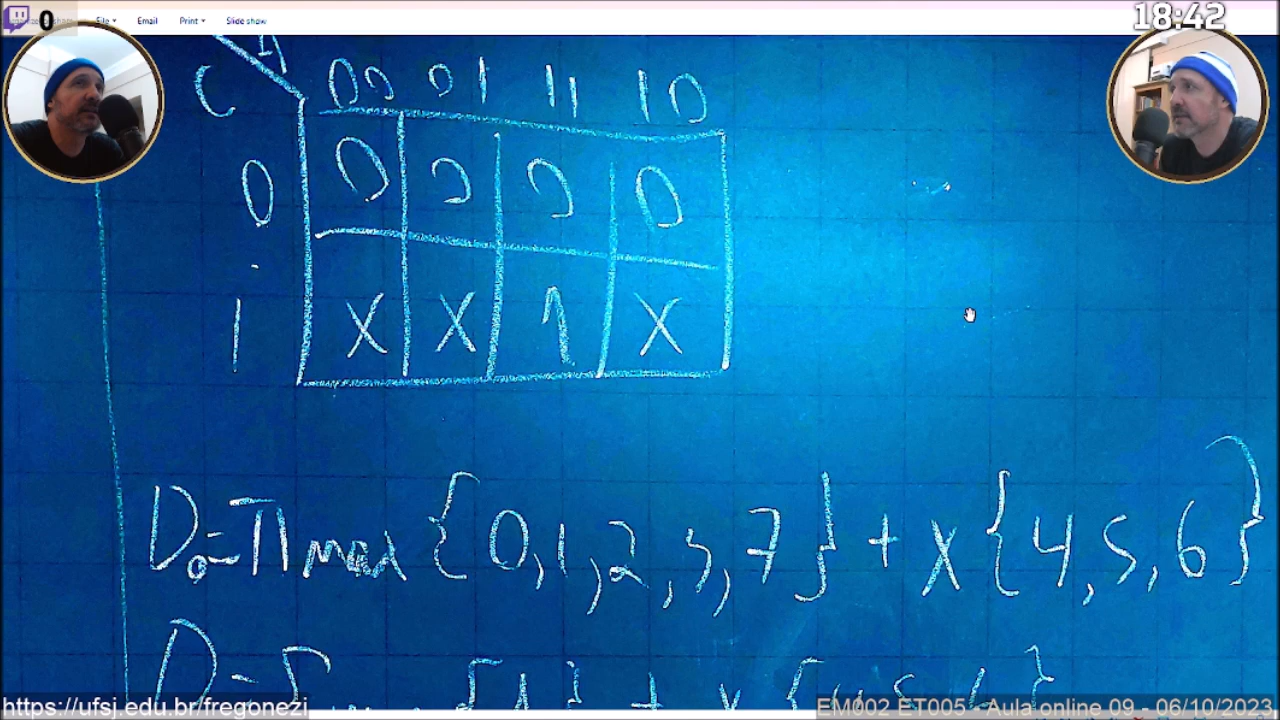 0
File Email Print Slide show
18:42
C 00 01 11 10
0 0 0 0 0
1 X X 1 X
D₀=Π max {0,1,2,3,7} + X {4,5,6}
https://ufsj.edu.br/fregonezi
EM002 ET005 - Aula online 09 - 06/10/2023